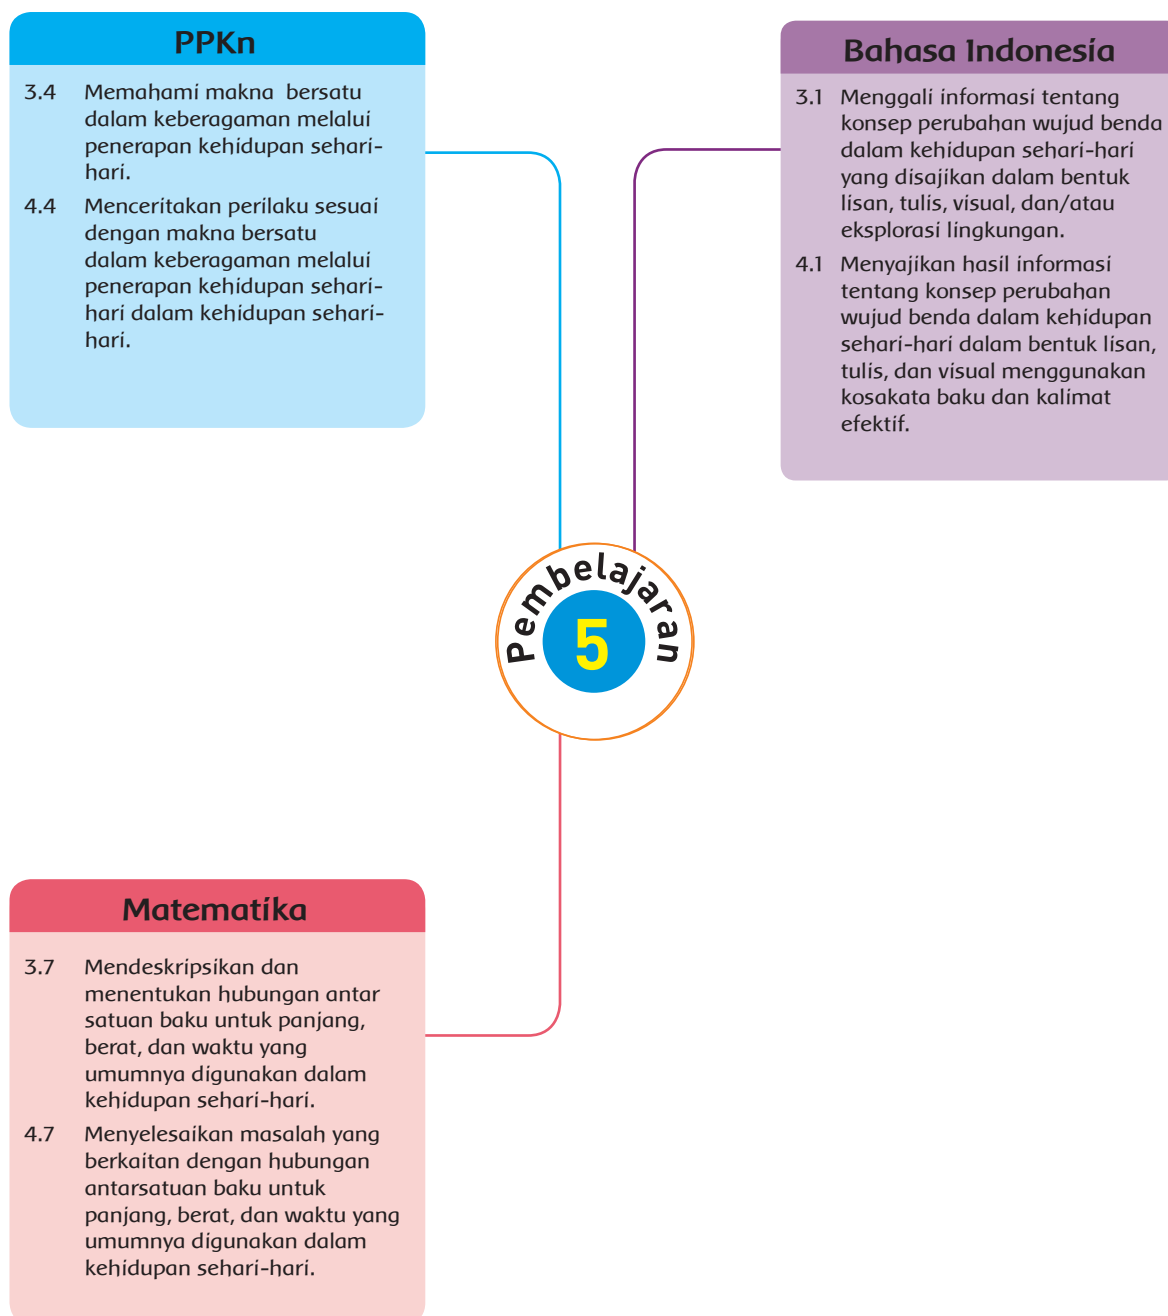 PPKn
3.4 Memahami makna bersatu
dalam keberagaman melalui
penerapan kehidupan sehari-
hari.
4.4 Menceritakan perilaku sesuai
dengan makna bersatu
dalam keberagaman melalui
penerapan kehidupan sehari-
hari dalam kehidupan sehari-
hari.
Bahasa Indonesia
3.1 Menggali informasi tentang
konsep perubahan wujud benda
dalam kehidupan sehari-hari
yang disajikan dalam bentuk
lisan, tulis, visual, dan/atau
eksplorasi lingkungan.
4.1 Menyajikan hasil informasi
tentang konsep perubahan
wujud benda dalam kehidupan
sehari-hari dalam bentuk lisan,
tulis, dan visual menggunakan
kosakata baku dan kalimat
efektif.
Pembelajaran
5
Matematika
3.7 Mendeskripsikan dan
menentukan hubungan antar
satuan baku untuk panjang,
berat, dan waktu yang
umumnya digunakan dalam
kehidupan sehari-hari.
4.7 Menyelesaikan masalah yang
berkaitan dengan hubungan
antarsatuan baku untuk
panjang, berat, dan waktu yang
umumnya digunakan dalam
kehidupan sehari-hari.